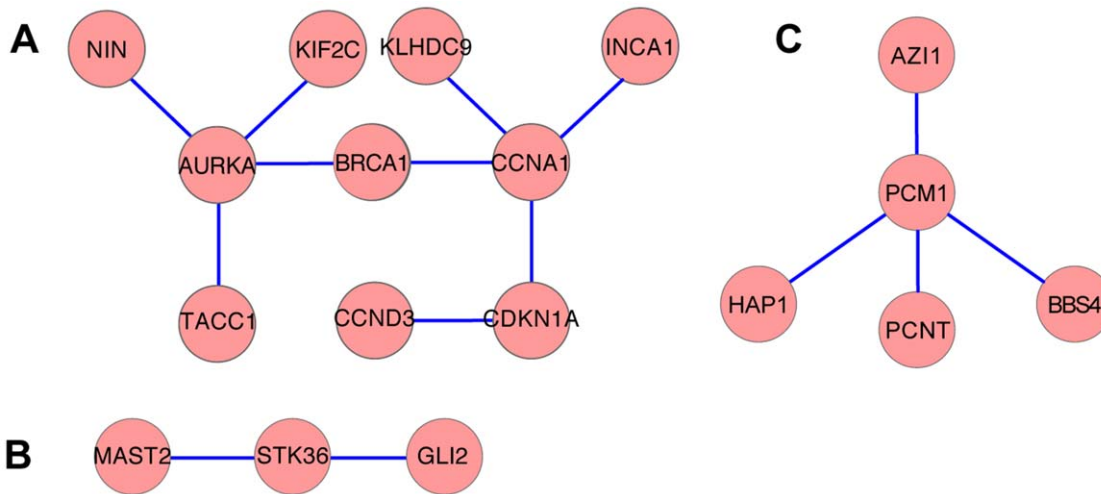 A
NIN
KIF2C
KLHDC9
INCA1
AURKA
BRCA1
CCNA1
TACC1
CCND3
CDKN1A
B
MAST2
STK36
GLI2
C
AZI1
PCM1
HAP1
PCNT
BBS4